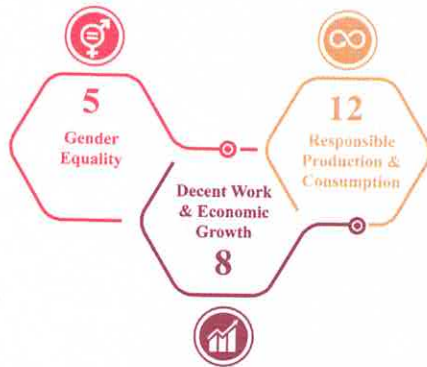 5
Gender
Equality
12
Responsible
Production &
Consumption
Decent Work
& Economic
Growth
8